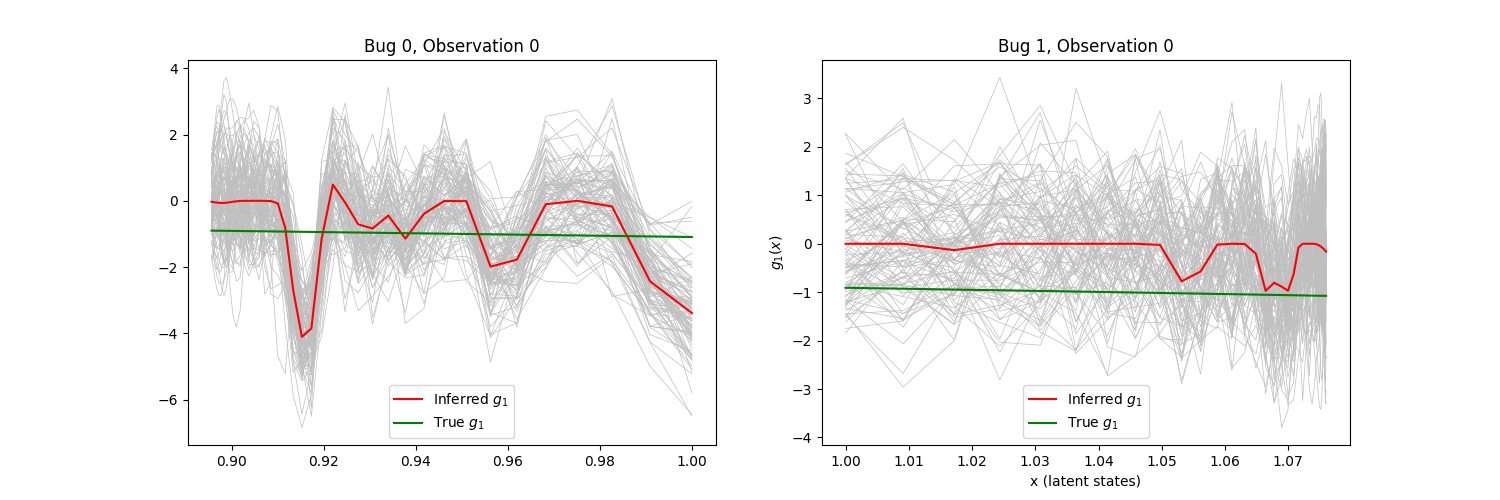 Bug 0, Observation 0
4
2
0
−2
−4
−6
0.90 0.92 0.94 0.96 0.98 1.00
Inferred g₁
True g₁
Bug 1, Observation 0
g₁(x)
3
2
1
0
−1
−2
−3
−4
1.00 1.01 1.02 1.03 1.04 1.05 1.06 1.07
x (latent states)
Inferred g₁
True g₁